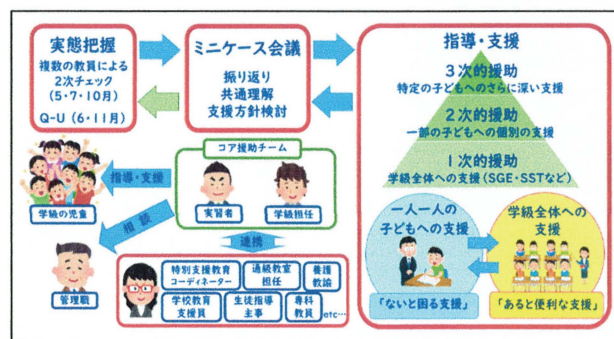 実態把握
複数の教員による
2次チェック
(5・7・10月)
Q-U (6・11月)
ミニケース会議
振り返り
共通理解
支援方針検討
指導・支援
3次的援助
特定の子どもへのさらに深い支援
2次的援助
一部の子どもへの個別の支援
1次的援助
学級全体への支援(SGE・SSTなど)
コア援助チーム
実習者
学級担任
指導・支援
学級の児童
相談
管理職
連携
特別支援教育
コーディネーター
通級教室
担任
養護
教諭
学校教育
支援員
生徒指導
主事
専科
教員
etc…
一人一人の
子どもへの支援
「ないと困る支援」
学級全体への
支援
「あると便利な支援」